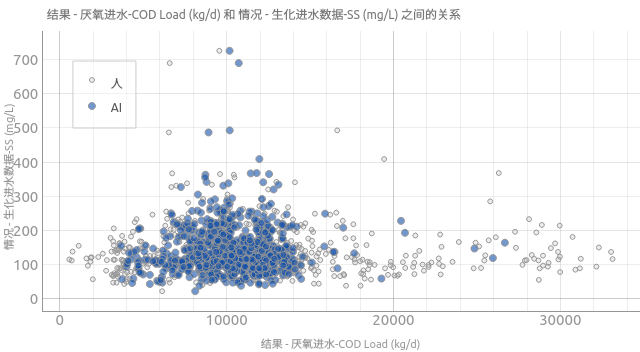 结果 - 厌氧进水-COD Load (kg/d) 和 情况 - 生化进水数据-SS (mg/L) 之间的关系
人
AI
700
600
500
400
300
200
100
0
情况 - 生化进水数据-SS (mg/L)
0 10000 20000 30000
结果 - 厌氧进水-COD Load (kg/d)